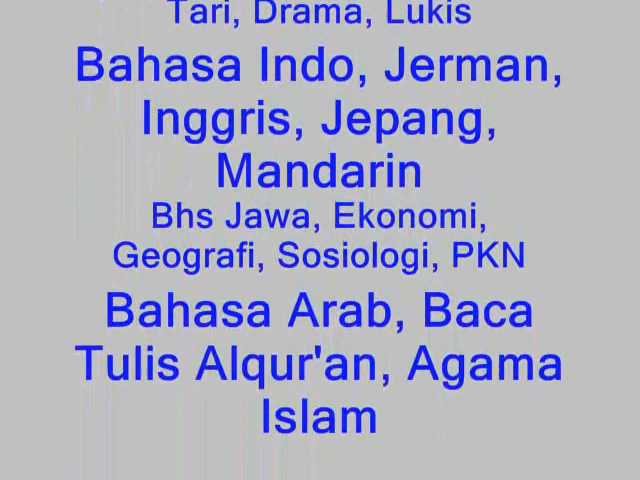 Tari, Drama, Lukis
Bahasa Indo, Jerman,
Inggris, Jepang,
Mandarin
Bhs Jawa, Ekonomi,
Geografi, Sosiologi, PKN
Bahasa Arab, Baca
Tulis Alqur'an, Agama
Islam